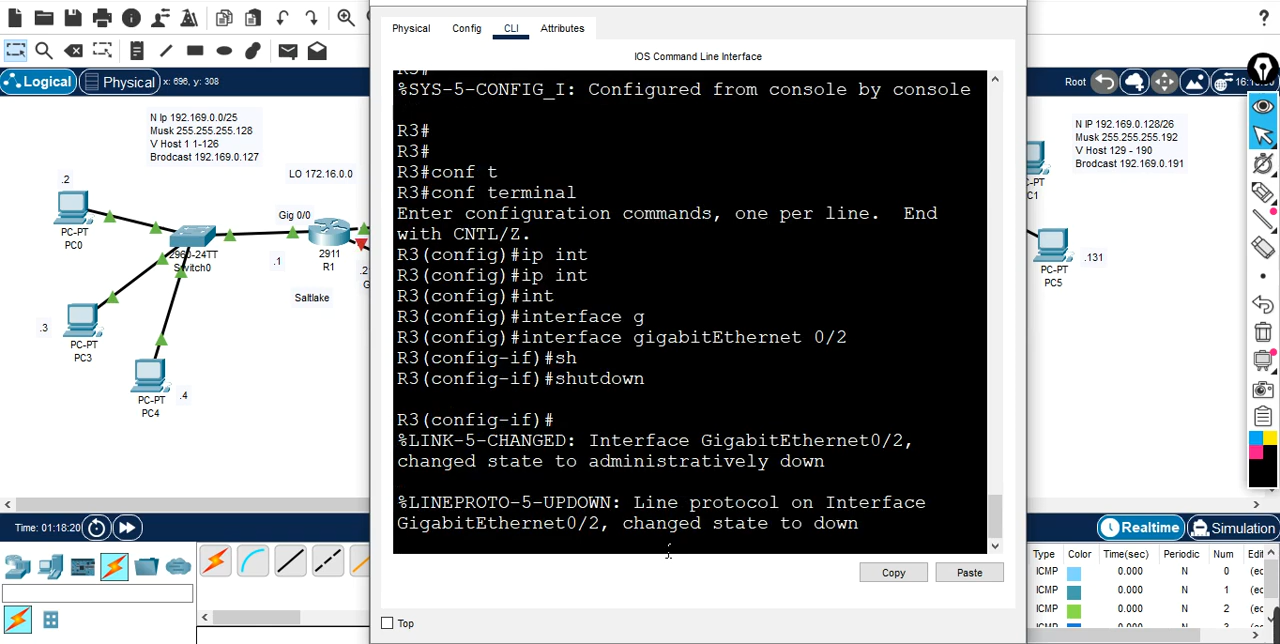 Logical
Physical
x: 696, y: 308
Root
N Ip 192.169.0.0/25
Musk 255.255.255.128
V Host 1 1-126
Brodcast 192.169.0.127
LO 172.16.0.0
.2
PC-PT
PC0
2960-24TT
Switch0
Gig 0/0
.1
2911
R1
.2
Saltlake
.3
PC-PT
PC3
PC-PT
PC4
.4
Time: 01:18:20
Physical
Config
CLI
Attributes
IOS Command Line Interface
R3#
%SYS-5-CONFIG_I: Configured from console by console
R3#
R3#
R3#conf t
R3#conf terminal
Enter configuration commands, one per line.  End
with CNTL/Z.
R3(config)#ip int
R3(config)#ip int
R3(config)#int
R3(config)#interface g
R3(config)#interface gigabitEthernet 0/2
R3(config-if)#sh
R3(config-if)#shutdown
R3(config-if)#
%LINK-5-CHANGED: Interface GigabitEthernet0/2,
changed state to administratively down
%LINEPROTO-5-UPDOWN: Line protocol on Interface
GigabitEthernet0/2, changed state to down
Copy
Paste
Top
N IP 192.169.0.128/26
Musk 255.255.255.192
V Host 129 - 190
Brodcast 192.169.0.191
PC-PT
PC5
.131
Realtime
Simulation
Type Color Time(sec) Periodic Num Edit
ICMP 0.000 N 0
ICMP 0.000 N 1
ICMP 0.000 N 2